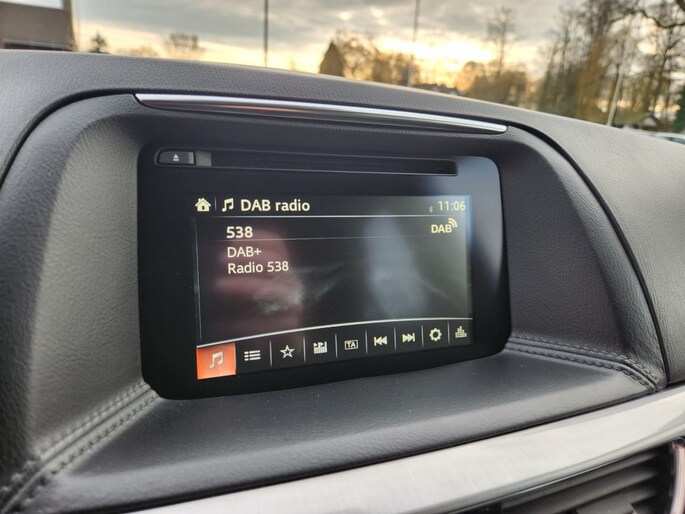 DAB radio 11:06
538 DAB
DAB+
Radio 538
TA